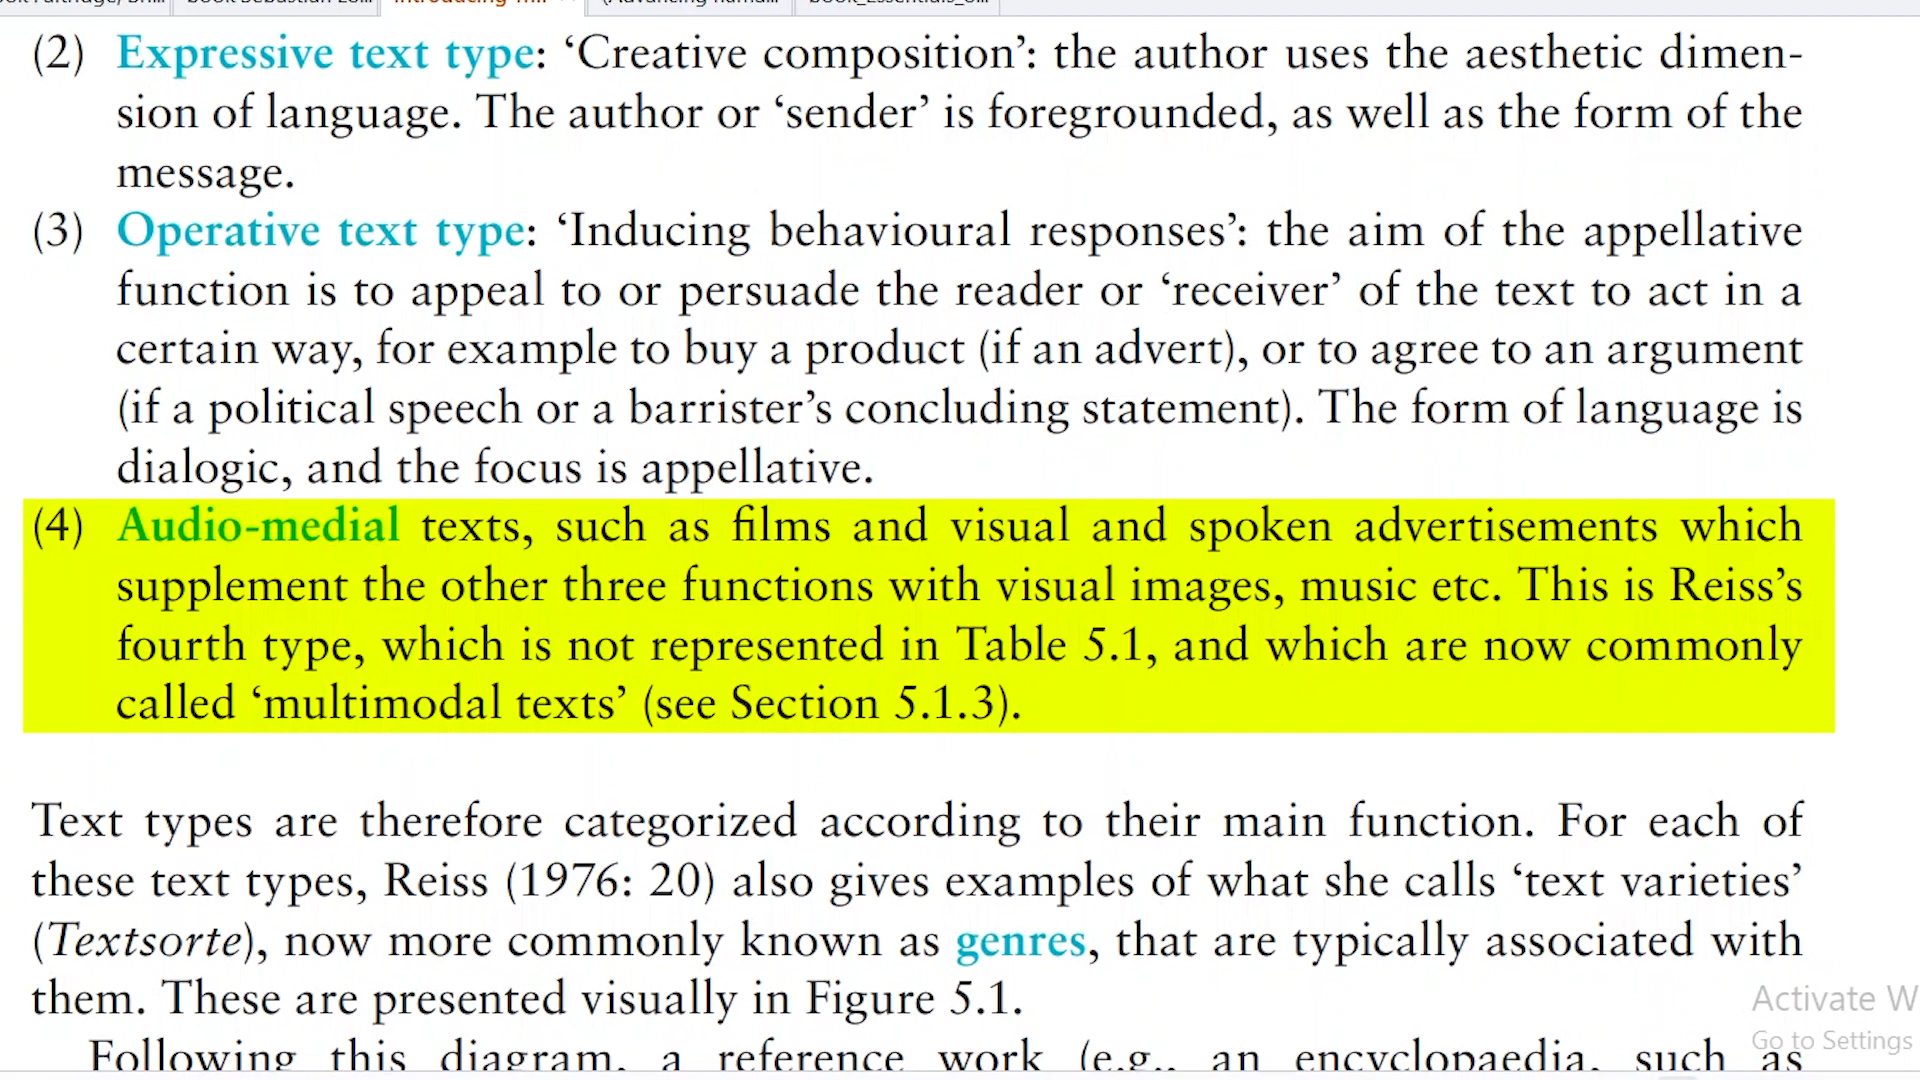 (2) Expressive text type: ‘Creative composition’: the author uses the aesthetic dimen-
sion of language. The author or ‘sender’ is foregrounded, as well as the form of the
message.
(3) Operative text type: ‘Inducing behavioural responses’: the aim of the appellative
function is to appeal to or persuade the reader or ‘receiver’ of the text to act in a
certain way, for example to buy a product (if an advert), or to agree to an argument
(if a political speech or a barrister’s concluding statement). The form of language is
dialogic, and the focus is appellative.
(4) Audio-medial texts, such as films and visual and spoken advertisements which
supplement the other three functions with visual images, music etc. This is Reiss’s
fourth type, which is not represented in Table 5.1, and which are now commonly
called ‘multimodal texts’ (see Section 5.1.3).
Text types are therefore categorized according to their main function. For each of
these text types, Reiss (1976: 20) also gives examples of what she calls ‘text varieties’
(Textsorte), now more commonly known as genres, that are typically associated with
them. These are presented visually in Figure 5.1.
Following this diagram, a reference work (e.g., an encyclopaedia, such as
Activate W
Go to Settings